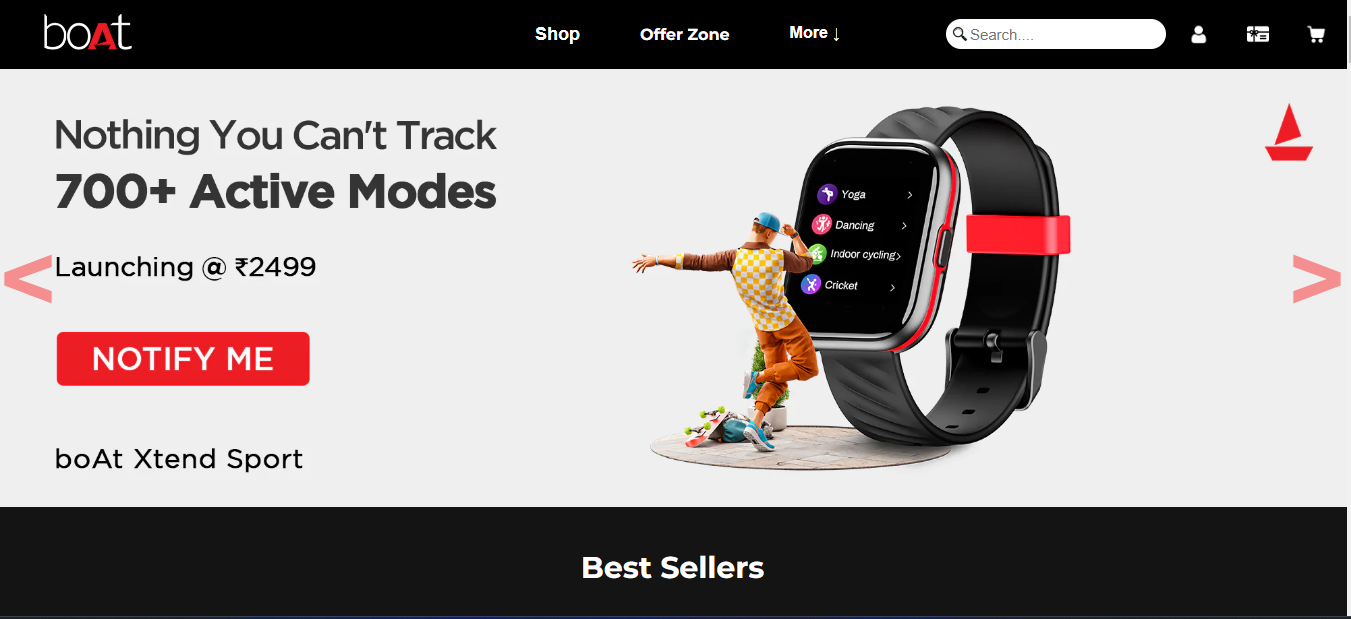 boAt
Shop
Offer Zone
More ↓
Search....
Nothing You Can't Track
700+ Active Modes
Launching @ ₹2499
NOTIFY ME
boAt Xtend Sport
Yoga >
Dancing >
Indoor cycling >
Cricket >
<
>
Best Sellers